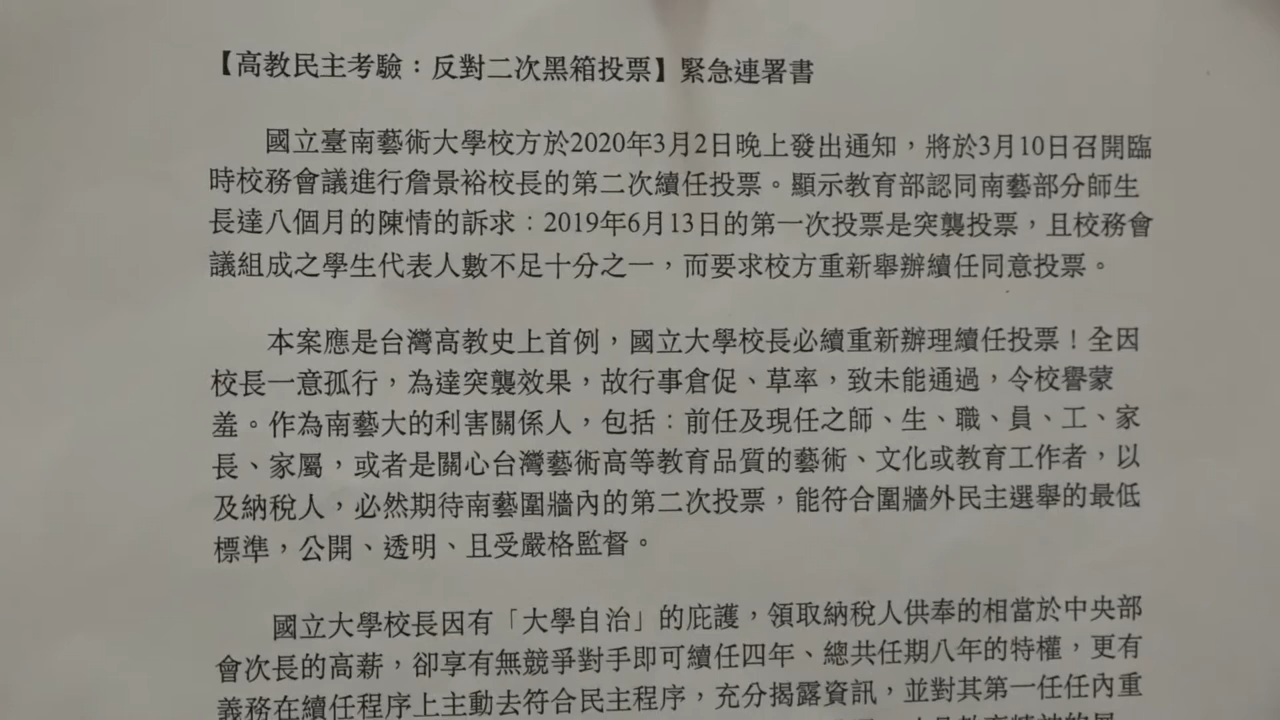 【高教民主考驗：反對二次黑箱投票】緊急連署書
國立臺南藝術大學校方於2020年3月2日晚上發出通知，將於3月10日召開臨
時校務會議進行詹景裕校長的第二次續任投票。顯示教育部認同南藝部分師生
長達八個月的陳情的訴求：2019年6月13日的第一次投票是突襲投票，且校務會
議組成之學生代表人數不足十分之一，而要求校方重新舉辦續任同意投票。
本案應是台灣高教史上首例，國立大學校長必續重新辦理續任投票！全因
校長一意孤行，為達突襲效果，故行事倉促、草率，致未能通過，令校譽蒙
羞。作為南藝大的利害關係人，包括：前任及現任之師、生、職、員、工、家
長、家屬，或者是關心台灣藝術高等教育品質的藝術、文化或教育工作者，以
及納稅人，必然期待南藝圍牆內的第二次投票，能符合圍牆外民主選舉的最低
標準，公開、透明、且受嚴格監督。
國立大學校長因有「大學自治」的庇護，領取納稅人供奉的相當於中央部
會次長的高薪，卻享有無競爭對手即可續任四年、總共任期八年的特權，更有
義務在續任程序上主動去符合民主程序，充分揭露資訊，並對其第一任任內重